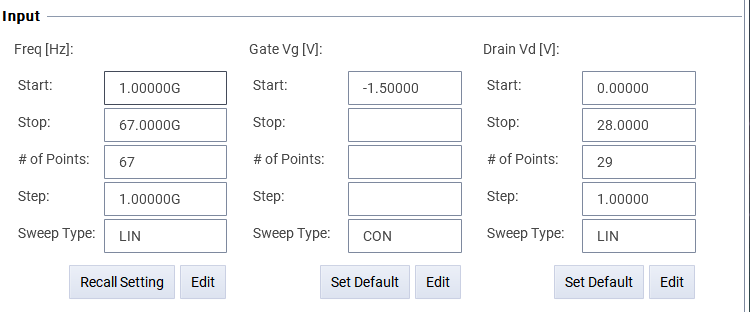 Input
Freq [Hz]: Gate Vg [V]: Drain Vd [V]:
Start: 1.00000G Start: -1.50000 Start: 0.00000
Stop: 67.0000G Stop: Stop: 28.0000
# of Points: 67 # of Points: # of Points: 29
Step: 1.00000G Step: Step: 1.00000
Sweep Type: LIN Sweep Type: CON Sweep Type: LIN
Recall Setting Edit Set Default Edit Set Default Edit